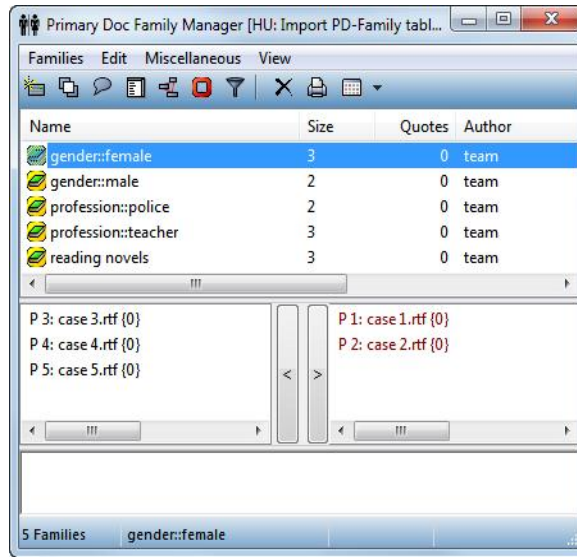 Primary Doc Family Manager [HU: Import PD-Family tabl...
Families Edit Miscellaneous View
Name Size Quotes Author
gender::female 3 0 team
gender::male 2 0 team
profession::police 2 0 team
profession::teacher 3 0 team
reading novels 3 0 team
P 3: case 3.rtf {0} P 1: case 1.rtf {0}
P 4: case 4.rtf {0} P 2: case 2.rtf {0}
P 5: case 5.rtf {0}
< >
5 Families gender::female